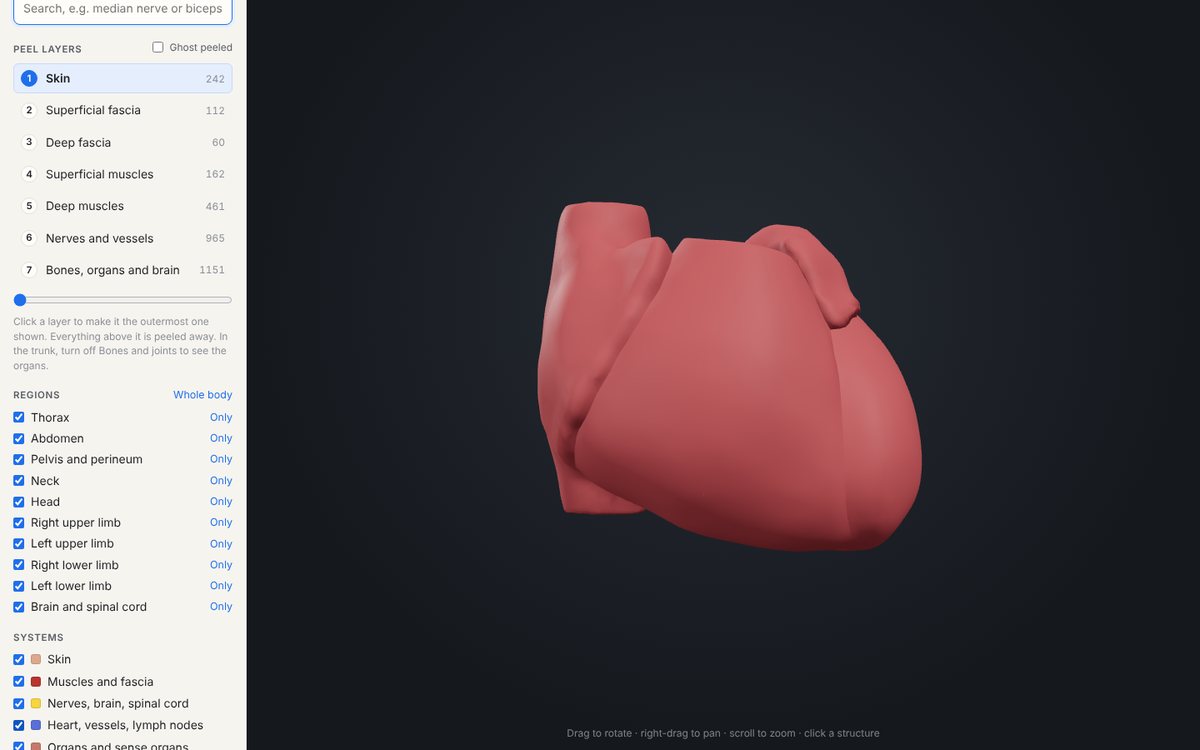 Search, e.g. median nerve or biceps
PEEL LAYERS
Ghost peeled
1 Skin 242
2 Superficial fascia 112
3 Deep fascia 60
4 Superficial muscles 162
5 Deep muscles 461
6 Nerves and vessels 965
7 Bones, organs and brain 1151
Click a layer to make it the outermost one
shown. Everything above it is peeled away. In
the trunk, turn off Bones and joints to see the
organs.
REGIONS Whole body
Thorax Only
Abdomen Only
Pelvis and perineum Only
Neck Only
Head Only
Right upper limb Only
Left upper limb Only
Right lower limb Only
Left lower limb Only
Brain and spinal cord Only
SYSTEMS
Skin
Muscles and fascia
Nerves, brain, spinal cord
Heart, vessels, lymph nodes
Organs and sense organs
Drag to rotate · right-drag to pan · scroll to zoom · click a structure